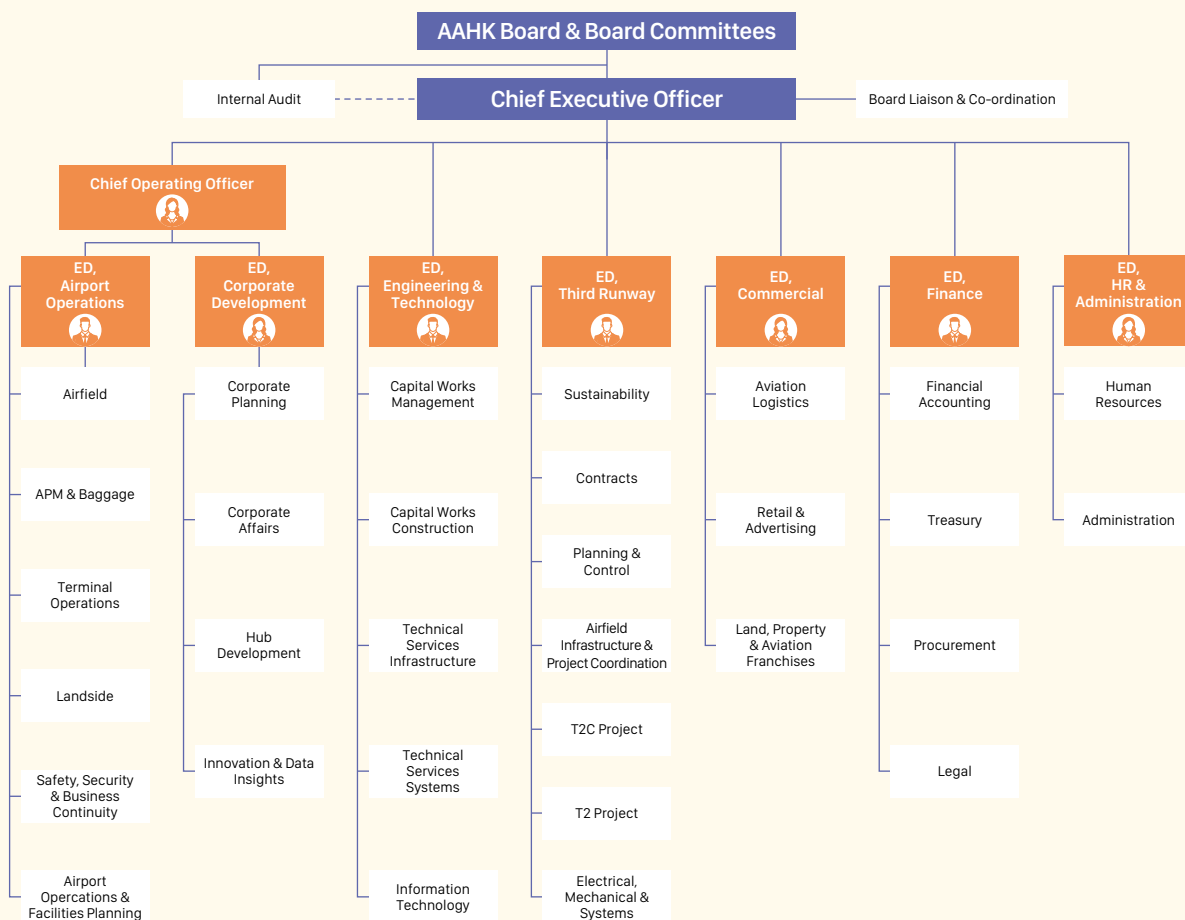 AAHK Board & Board Committees
Internal Audit
Chief Executive Officer
Board Liaison & Co-ordination
Chief Operating Officer
ED,
Airport
Operations
ED,
Corporate
Development
ED,
Engineering &
Technology
ED,
Third Runway
ED,
Commercial
ED,
Finance
ED,
HR &
Administration
Airfield
APM & Baggage
Terminal
Operations
Landside
Safety, Security
& Business
Continuity
Airport
Opercations &
Facilities Planning
Corporate
Planning
Corporate
Affairs
Hub
Development
Innovation & Data
Insights
Capital Works
Management
Capital Works
Construction
Technical
Services
Infrastructure
Technical
Services
Systems
Information
Technology
Sustainability
Contracts
Planning &
Control
Airfield
Infrastructure &
Project Coordination
T2C Project
T2 Project
Electrical,
Mechanical &
Systems
Aviation
Logistics
Retail &
Advertising
Land, Property
& Aviation
Franchises
Financial
Accounting
Treasury
Procurement
Legal
Human
Resources
Administration